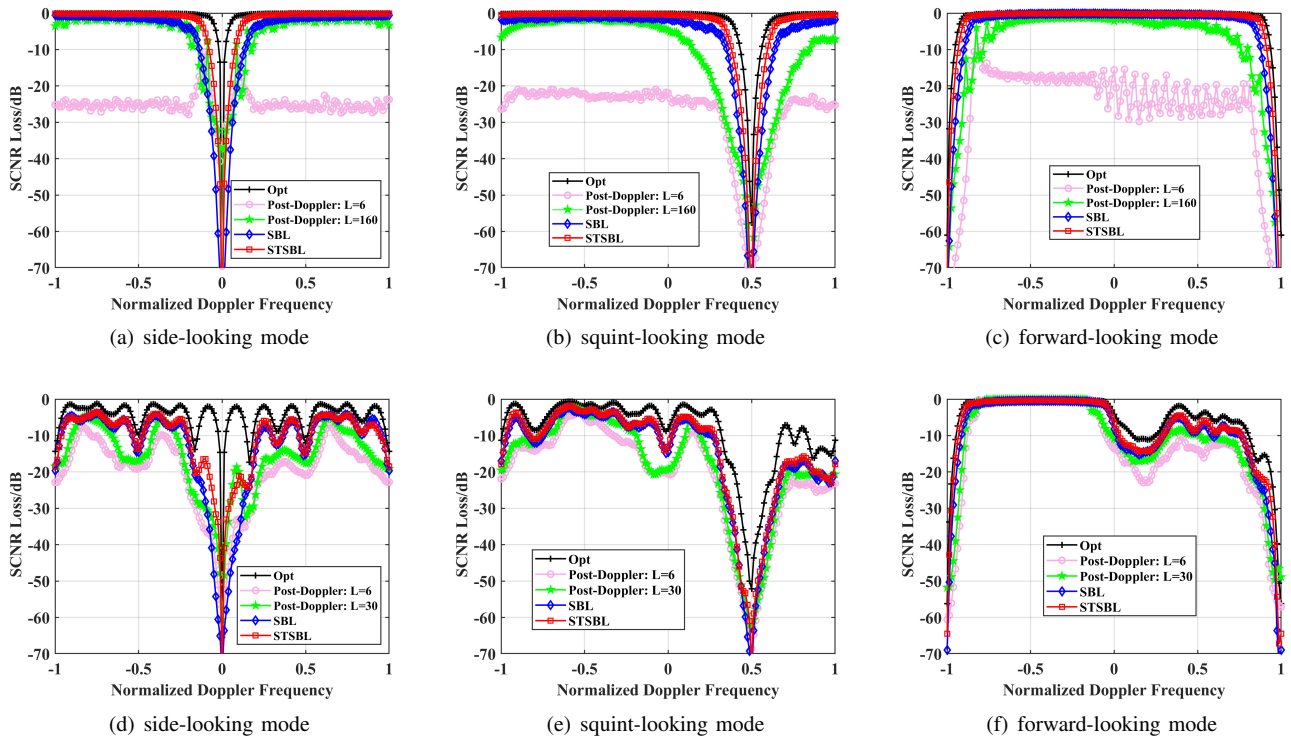 0
-10
-20
-30
-40
-50
-60
-70
SCNR Loss/dB
Opt
Post-Doppler: L=6
Post-Doppler: L=160
SBL
STSBL
-1 -0.5 0 0.5 1
Normalized Doppler Frequency
(a) side-looking mode
0
-10
-20
-30
-40
-50
-60
-70
SCNR Loss/dB
Opt
Post-Doppler: L=6
Post-Doppler: L=160
SBL
STSBL
-1 -0.5 0 0.5 1
Normalized Doppler Frequency
(b) squint-looking mode
0
-10
-20
-30
-40
-50
-60
-70
SCNR Loss/dB
Opt
Post-Doppler: L=6
Post-Doppler: L=160
SBL
STSBL
-1 -0.5 0 0.5 1
Normalized Doppler Frequency
(c) forward-looking mode
0
-10
-20
-30
-40
-50
-60
-70
SCNR Loss/dB
Opt
Post-Doppler: L=6
Post-Doppler: L=30
SBL
STSBL
-1 -0.5 0 0.5 1
Normalized Doppler Frequency
(d) side-looking mode
0
-10
-20
-30
-40
-50
-60
-70
SCNR Loss/dB
Opt
Post-Doppler: L=6
Post-Doppler: L=30
SBL
STSBL
-1 -0.5 0 0.5 1
Normalized Doppler Frequency
(e) squint-looking mode
0
-10
-20
-30
-40
-50
-60
-70
SCNR Loss/dB
Opt
Post-Doppler: L=6
Post-Doppler: L=30
SBL
STSBL
-1 -0.5 0 0.5 1
Normalized Doppler Frequency
(f) forward-looking mode